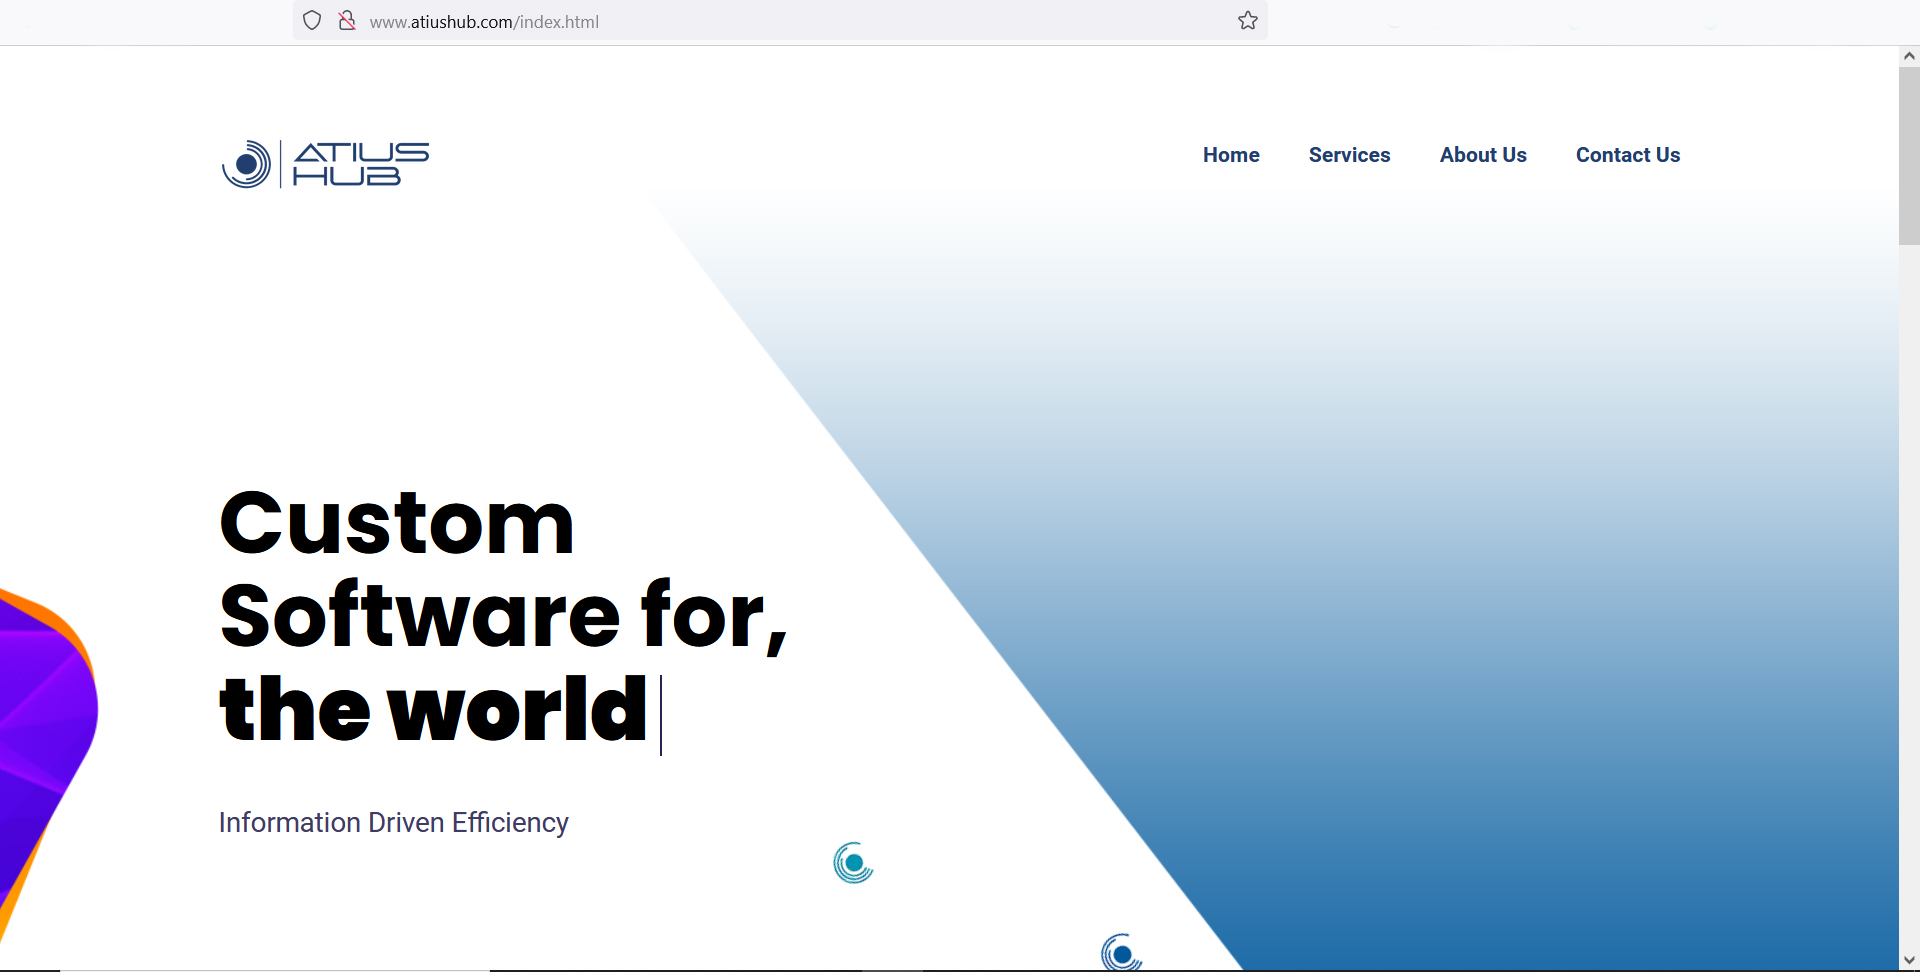 www.atiushub.com/index.html
ATIUS
HUB
Home Services About Us Contact Us
Custom
Software for,
the world
Information Driven Efficiency